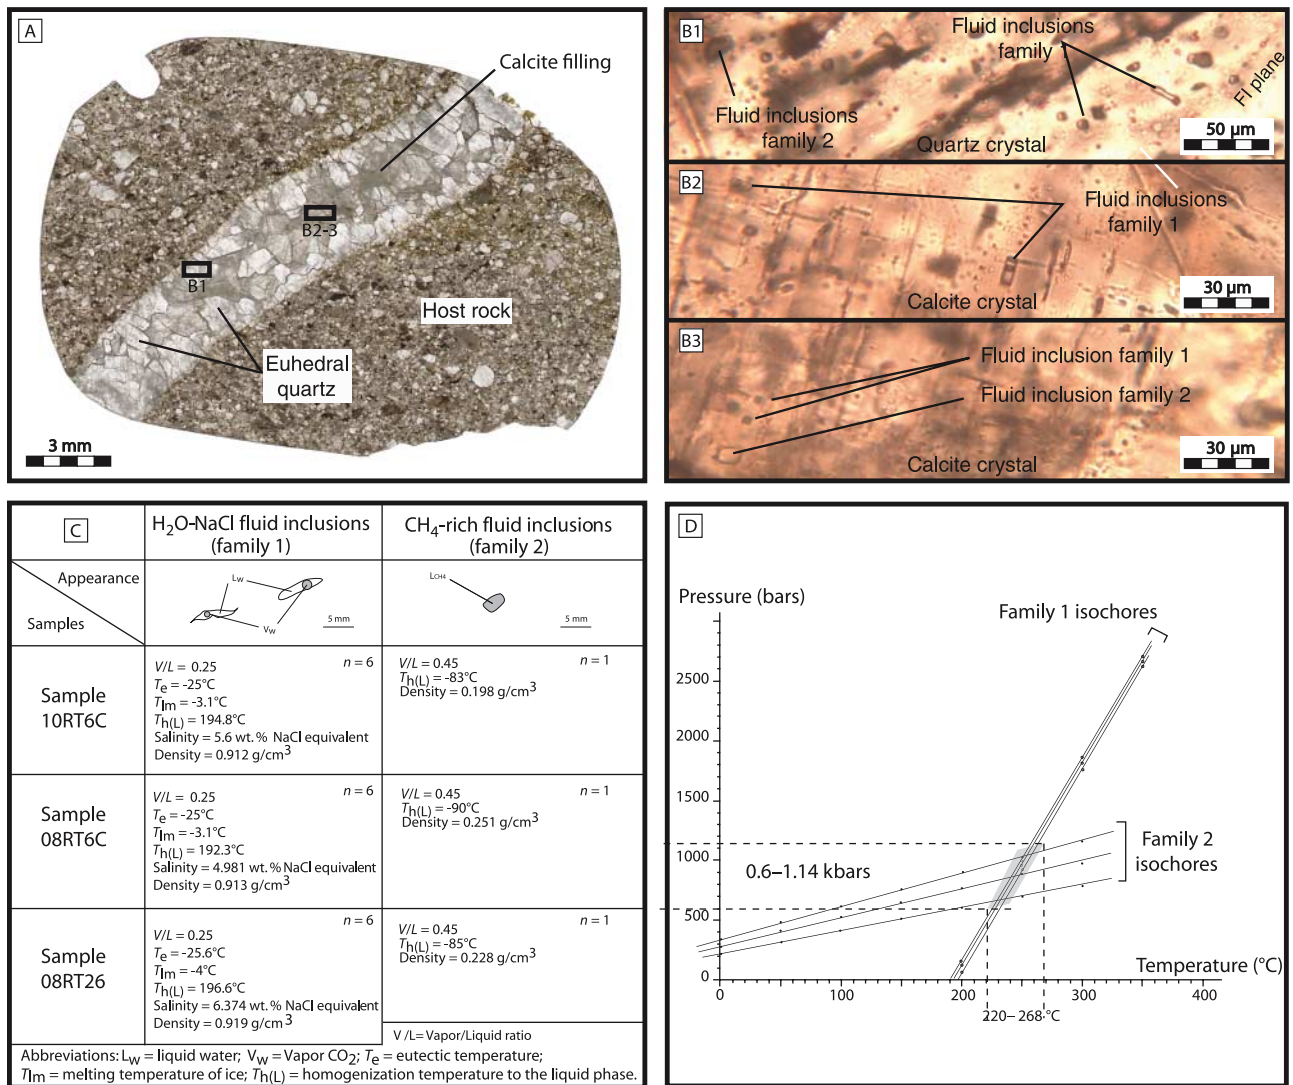 A
Calcite filling
B2-3
B1
Host rock
Euhedral
quartz
3 mm
B1
Fluid inclusions
family 1
Fluid inclusions
family 2
Quartz crystal
FI plane
50 µm
B2
Fluid inclusions
family 1
Calcite crystal
30 µm
B3
Fluid inclusion family 1
Fluid inclusion family 2
Calcite crystal
30 µm
C
H2O-NaCl fluid inclusions
(family 1)
CH4-rich fluid inclusions
(family 2)
Appearance
Samples
Lw
Vw
5 mm
LCH4
5 mm
Sample
10RT6C
V/L= 0.25 n = 6
Te = -25°C
TIm = -3.1°C
Th(L) = 194.8°C
Salinity = 5.6 wt. % NaCl equivalent
Density = 0.912 g/cm3
V/L = 0.45 n = 1
Th(L) = -83°C
Density = 0.198 g/cm3
Sample
08RT6C
V/L = 0.25 n = 6
Te = -25°C
TIm = -3.1°C
Th(L) = 192.3°C
Salinity = 4.981 wt. % NaCl equivalent
Density = 0.913 g/cm3
V/L = 0.45 n = 1
Th(L) = -90°C
Density = 0.251 g/cm3
Sample
08RT26
V/L = 0.25 n = 6
Te = -25.6°C
TIm = -4°C
Th(L) = 196.6°C
Salinity = 6.374 wt. % NaCl equivalent
Density = 0.919 g/cm3
V/L = 0.45 n = 1
Th(L) = -85°C
Density = 0.228 g/cm3
V /L= Vapor/Liquid ratio
Abbreviations: Lw = liquid water; Vw = Vapor CO2; Te = eutectic temperature;
TIm = melting temperature of ice; Th(L) = homogenization temperature to the liquid phase.
D
Pressure (bars)
Family 1 isochores
2500
2000
1500
1000
500
0
Family 2
isochores
0.6–1.14 kbars
Temperature (°C)
0 100 200 300 400
220– 268 °C